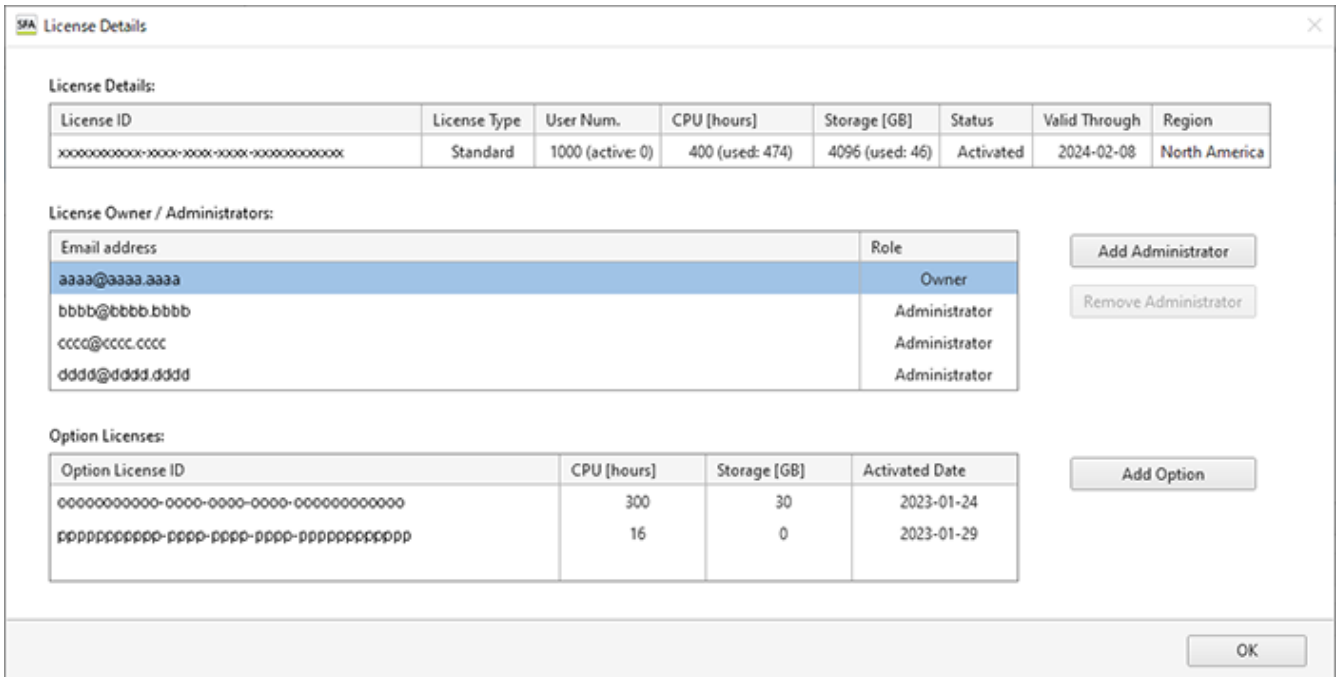 SFA License Details
License Details:
License ID License Type User Num. CPU [hours] Storage [GB] Status Valid Through Region
xxxxxxxxxxx-xxxx-xxxx-xxxx-xxxxxxxxxxxx Standard 1000 (active: 0) 400 (used: 474) 4096 (used: 46) Activated 2024-02-08 North America
License Owner / Administrators:
Email address Role Add Administrator
aaaa@aaaa.aaaa Owner
bbbb@bbbb.bbbb Administrator Remove Administrator
cccc@cccc.cccc Administrator
dddd@dddd.dddd Administrator
Option Licenses:
Option License ID CPU [hours] Storage [GB] Activated Date Add Option
ooooooooooo-oooo-oooo-oooo-oooooooooooo 300 30 2023-01-24
ppppppppppp-pppp-pppp-pppp-pppppppppppp 16 0 2023-01-29
OK